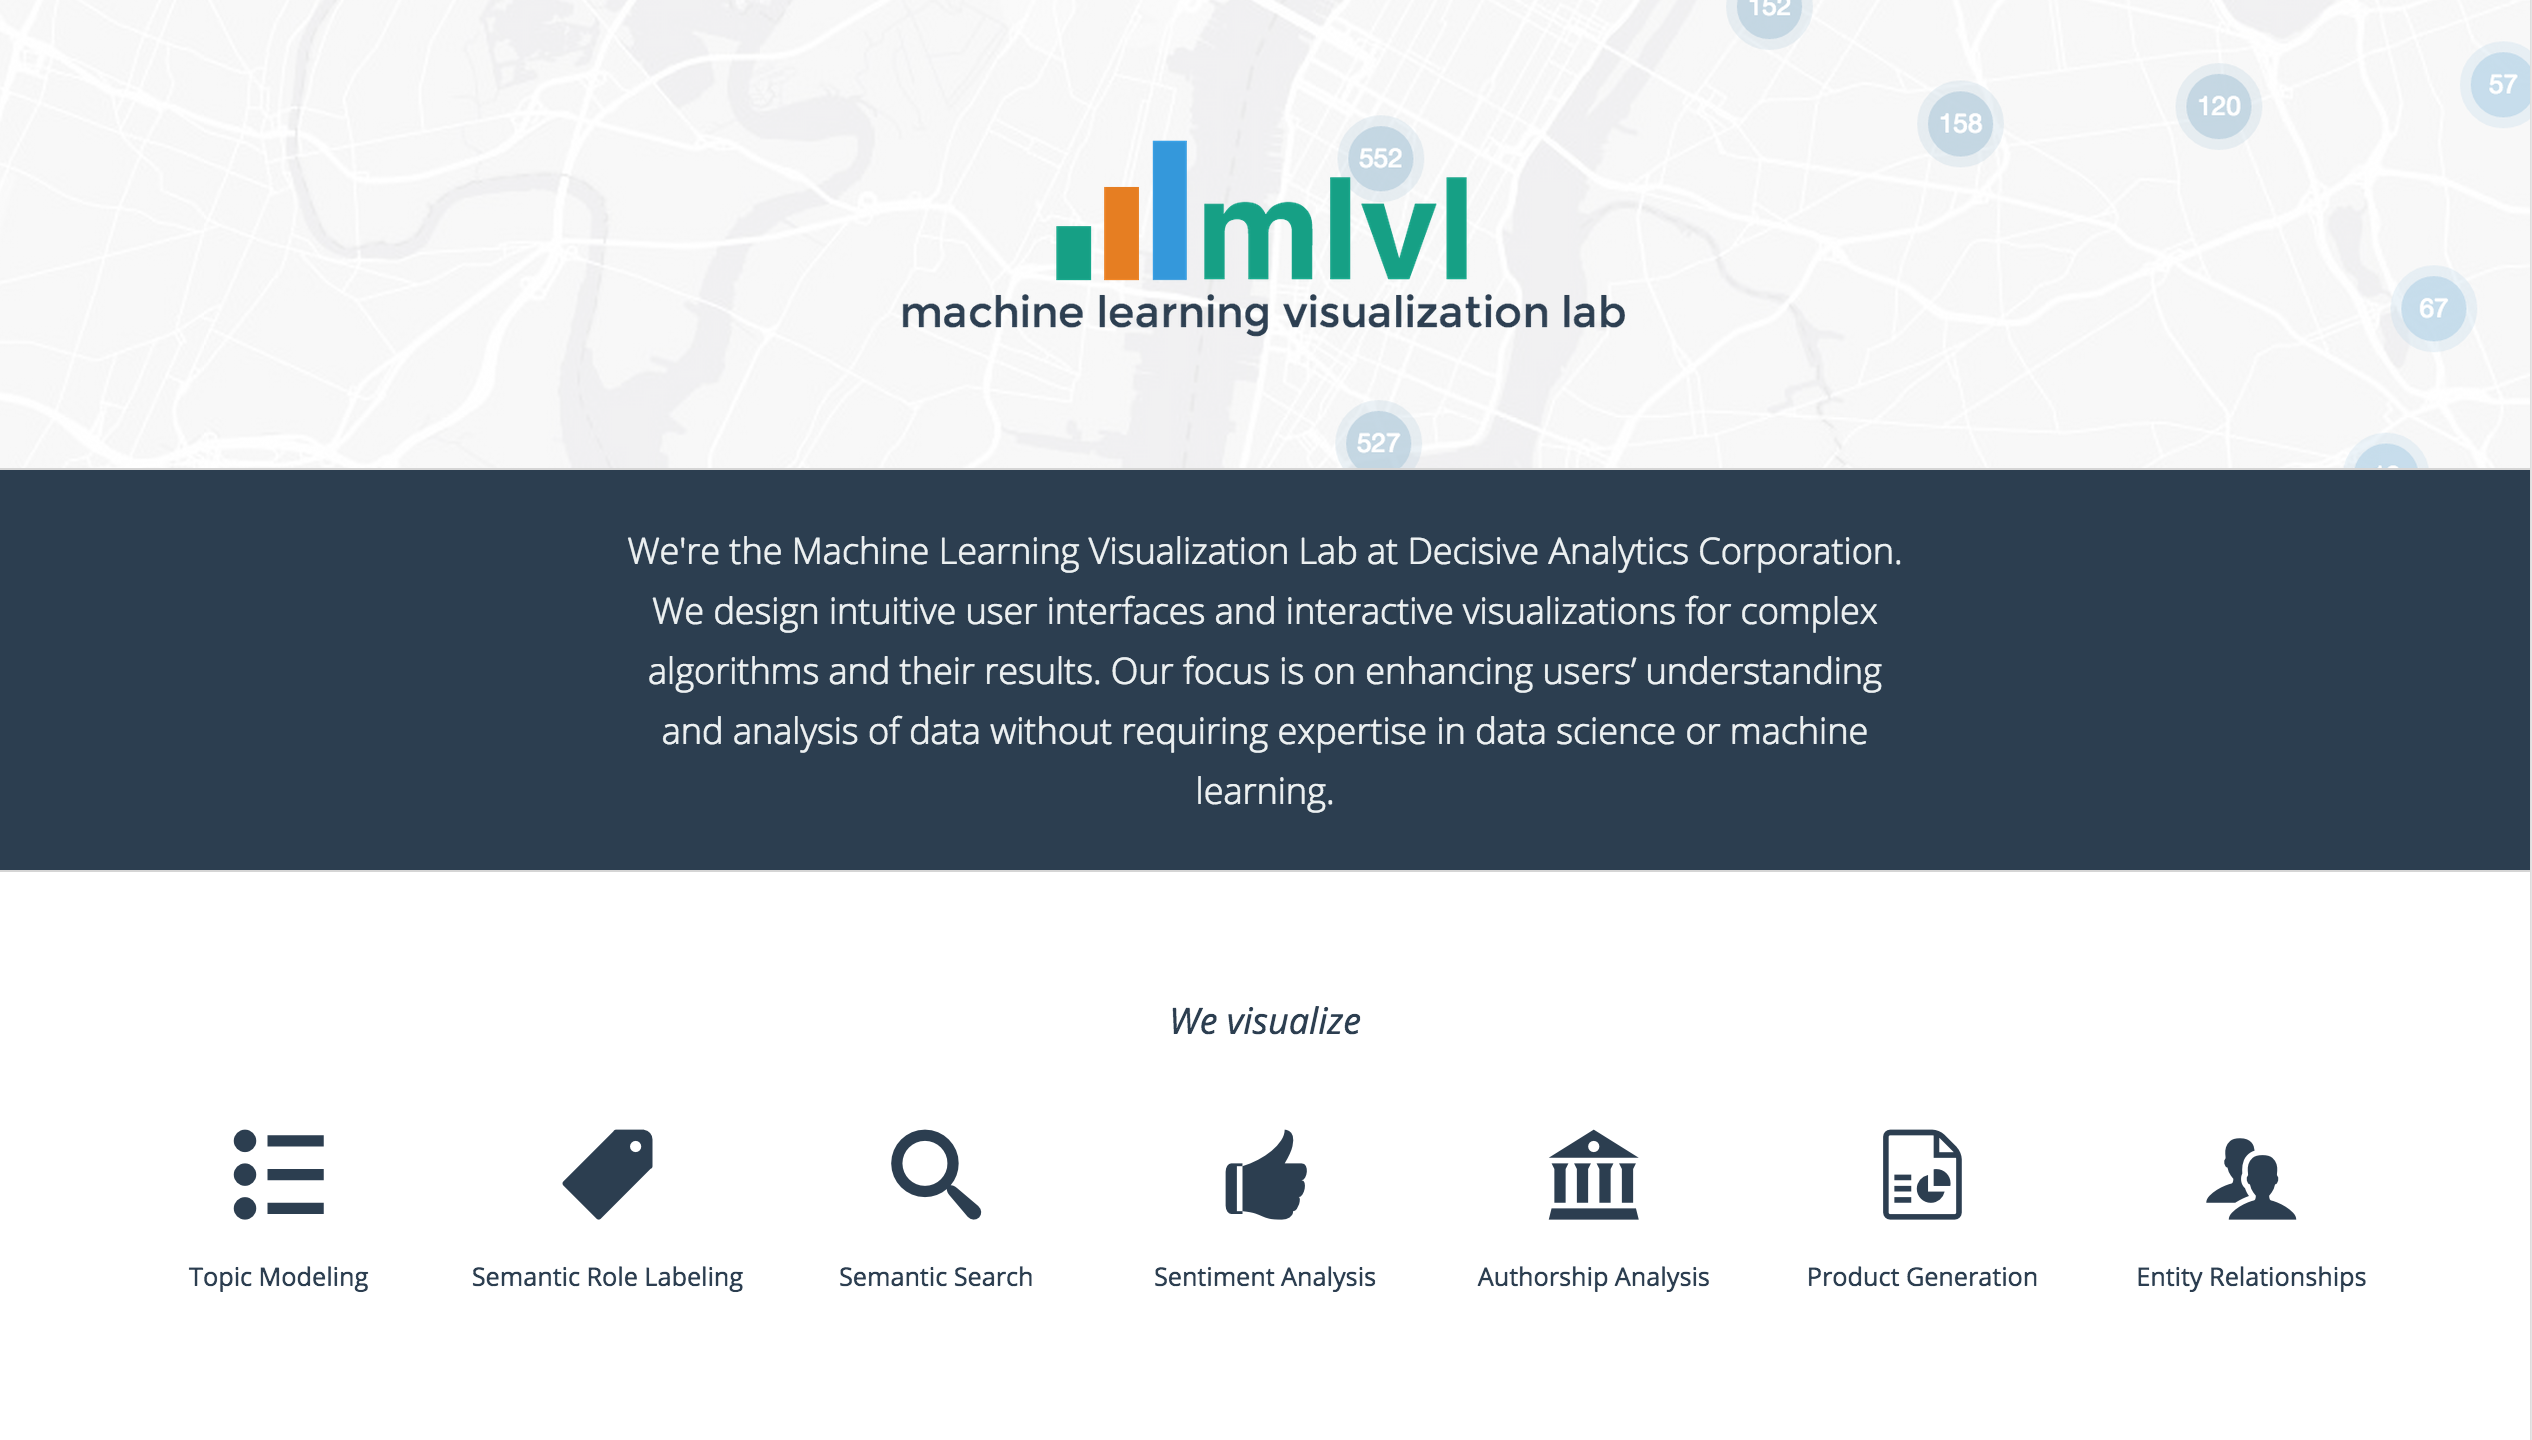 152
57
120
158
552
mlvl
machine learning visualization lab
67
527
We're the Machine Learning Visualization Lab at Decisive Analytics Corporation.
We design intuitive user interfaces and interactive visualizations for complex
algorithms and their results. Our focus is on enhancing users’ understanding
and analysis of data without requiring expertise in data science or machine
learning.
We visualize
Topic Modeling
Semantic Role Labeling
Semantic Search
Sentiment Analysis
Authorship Analysis
Product Generation
Entity Relationships